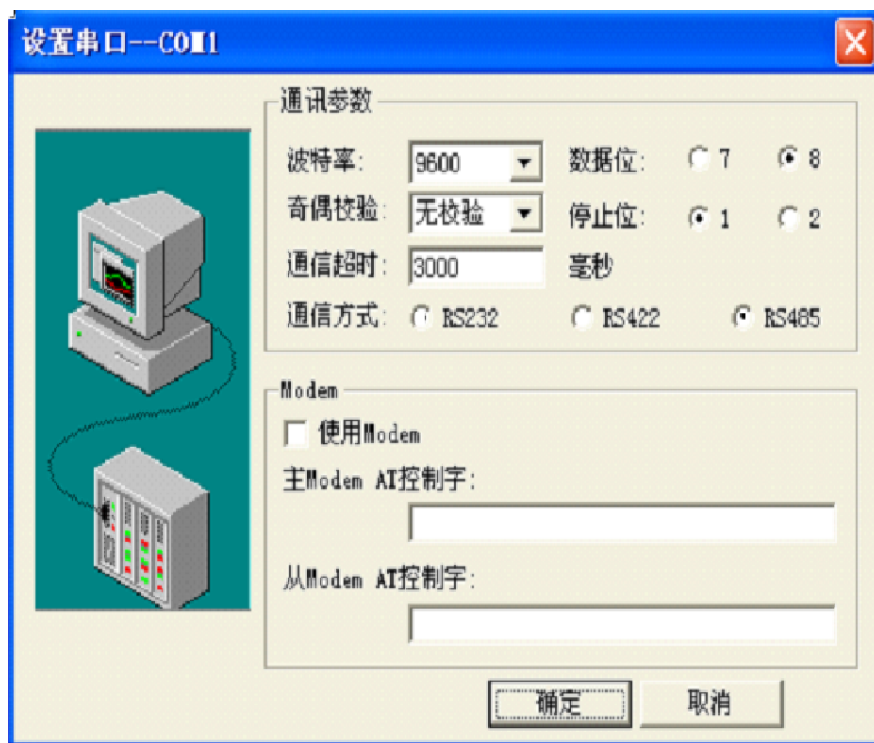 设置串口--COM1
通讯参数
波特率: 9600 数据位: 7 8
奇偶校验: 无校验 停止位: 1 2
通信超时: 3000 毫秒
通信方式: RS232 RS422 RS485
Modem
使用Modem
主Modem AT控制字:
从Modem AT控制字:
确定 取消